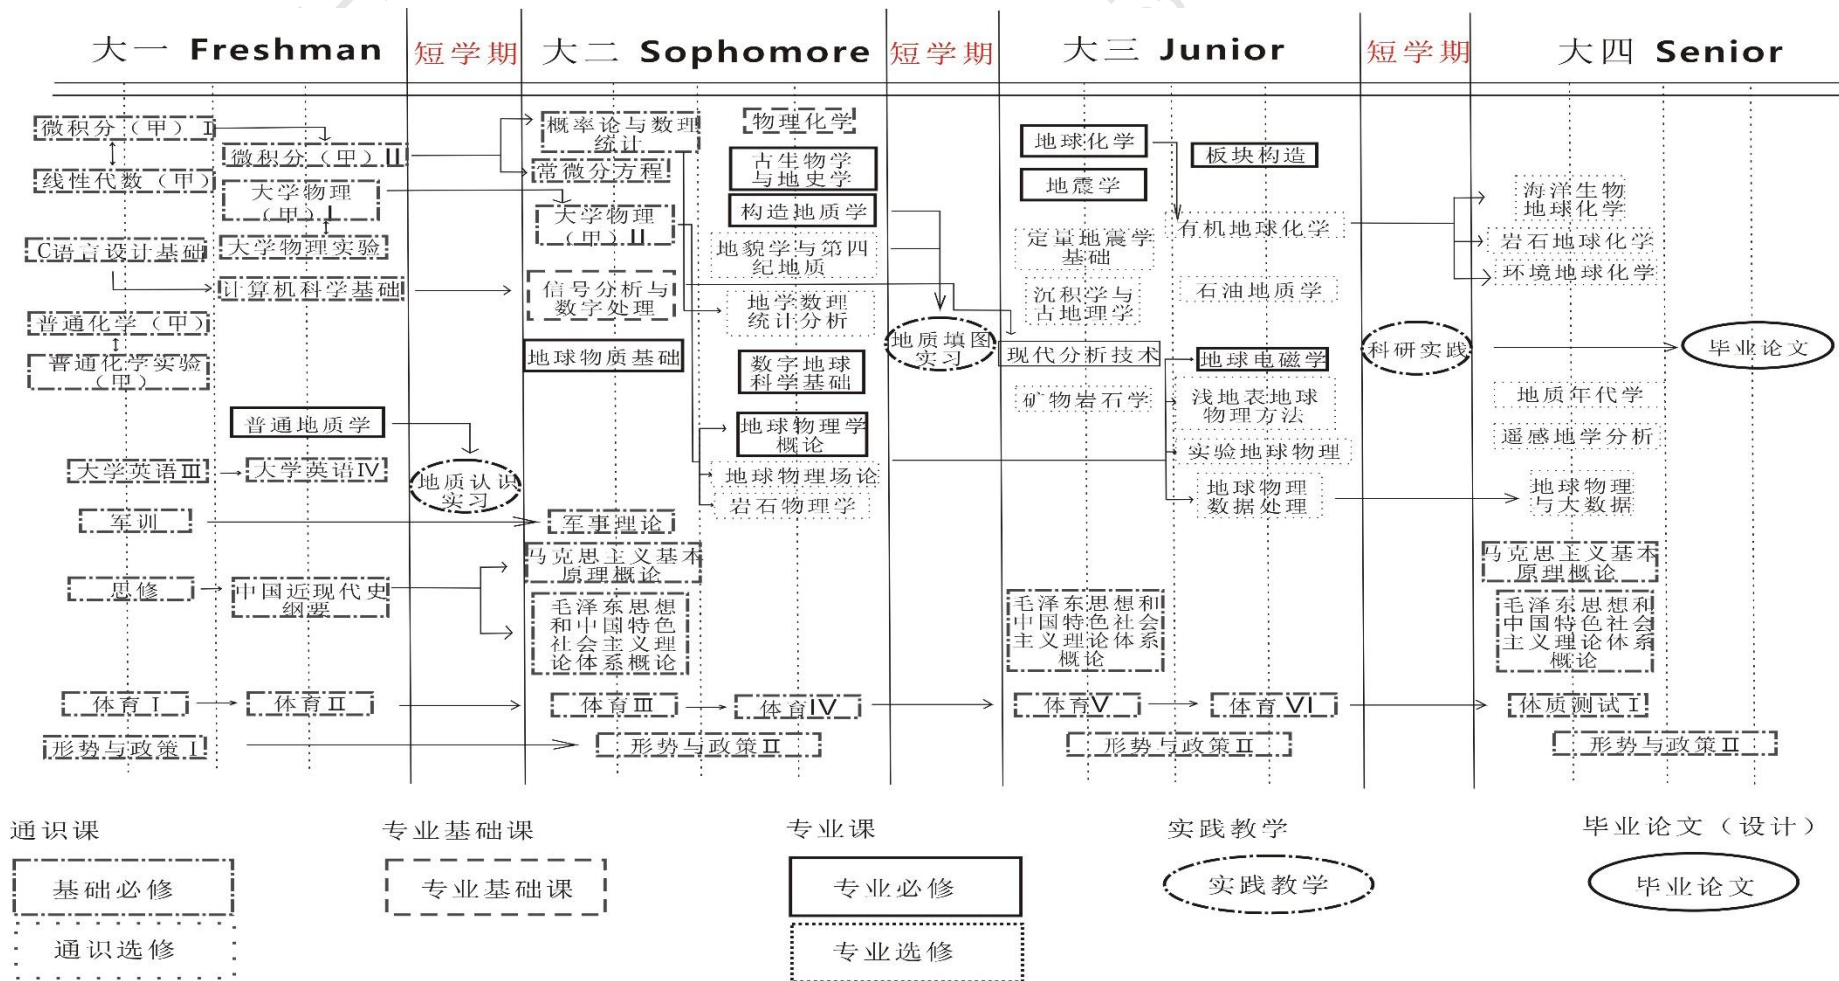 大一 Freshman
短学期
大二 Sophomore
短学期
大三 Junior
短学期
大四 Senior
微积分（甲）Ⅰ
线性代数（甲）
C语言设计基础
普通化学（甲）
普通化学实验
（甲）
大学英语Ⅲ
军训
思修
体育Ⅰ
形势与政策Ⅰ
微积分（甲）Ⅱ
大学物理
（甲）Ⅰ
大学物理实验
计算机科学基础
普通地质学
大学英语Ⅳ
中国近现代史
纲要
体育Ⅱ
地质认识
实习
概率论与数理
统计
常微分方程
大学物理
（甲）Ⅱ
信号分析与
数字处理
地球物质基础
军事理论
马克思主义基本
原理概论
毛泽东思想
和中国特色
社会主义理
论体系概论
体育Ⅲ
形势与政策Ⅱ
物理化学
古生物学
与地史学
构造地质学
地貌学与第四
纪地质
地学数理
统计分析
数字地球
科学基础
地球物理学
概论
地球物理场论
岩石物理学
体育Ⅳ
地质填图
实习
地球化学
地震学
定量地震学
基础
沉积学与
古地理学
现代分析技术
矿物岩石学
毛泽东思想和
中国特色社会
主义理论体系
概论
体育Ⅴ
形势与政策Ⅱ
板块构造
有机地球化学
石油地质学
地球电磁学
浅地表地球
物理方法
实验地球物理
地球物理
数据处理
体育Ⅵ
科研实践
海洋生物
地球化学
岩石地球化学
环境地球化学
地质年代学
遥感地学分析
地球物理
与大数据
马克思主义基本
原理概论
毛泽东思想和
中国特色社会
主义理论体系
概论
体质测试Ⅰ
形势与政策Ⅱ
毕业论文
通识课
基础必修
通识选修
专业基础课
专业基础课
专业课
专业必修
专业选修
实践教学
实践教学
毕业论文（设计）
毕业论文